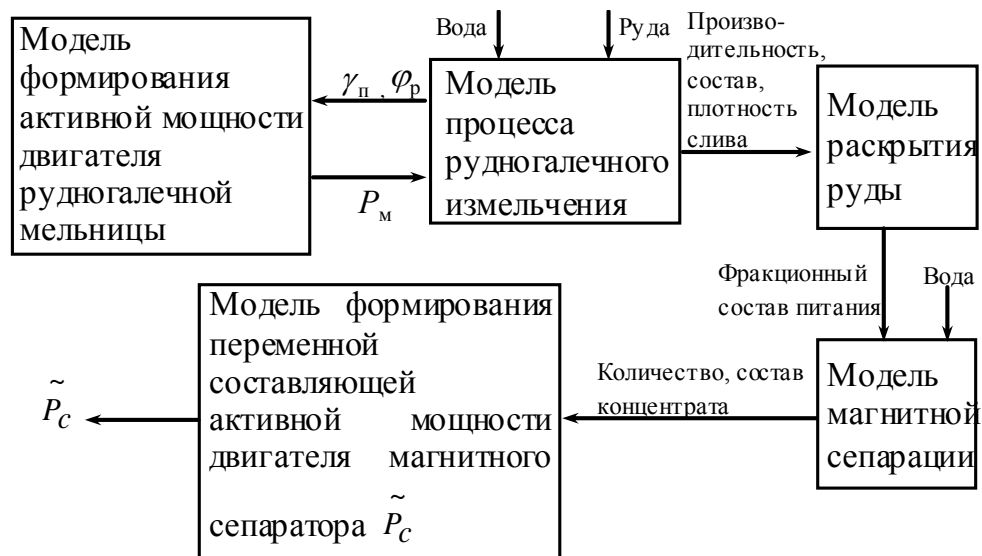 Модель
формирования
активной мощности
двигателя
рудногалечной
мельницы
γп , φр
Pм
Вода
Руда
Модель
процесса
рудногалечного
измельчения
Произво-
дительность,
состав,
плотность
слива
Модель
раскрытия
руды
Фракционный
состав питания
Вода
Модель
магнитной
сепарации
Количество, состав
концентрата
Модель формирования
переменной
составляющей
активной мощности
двигателя магнитного
сепаратора P̃C
P̃C